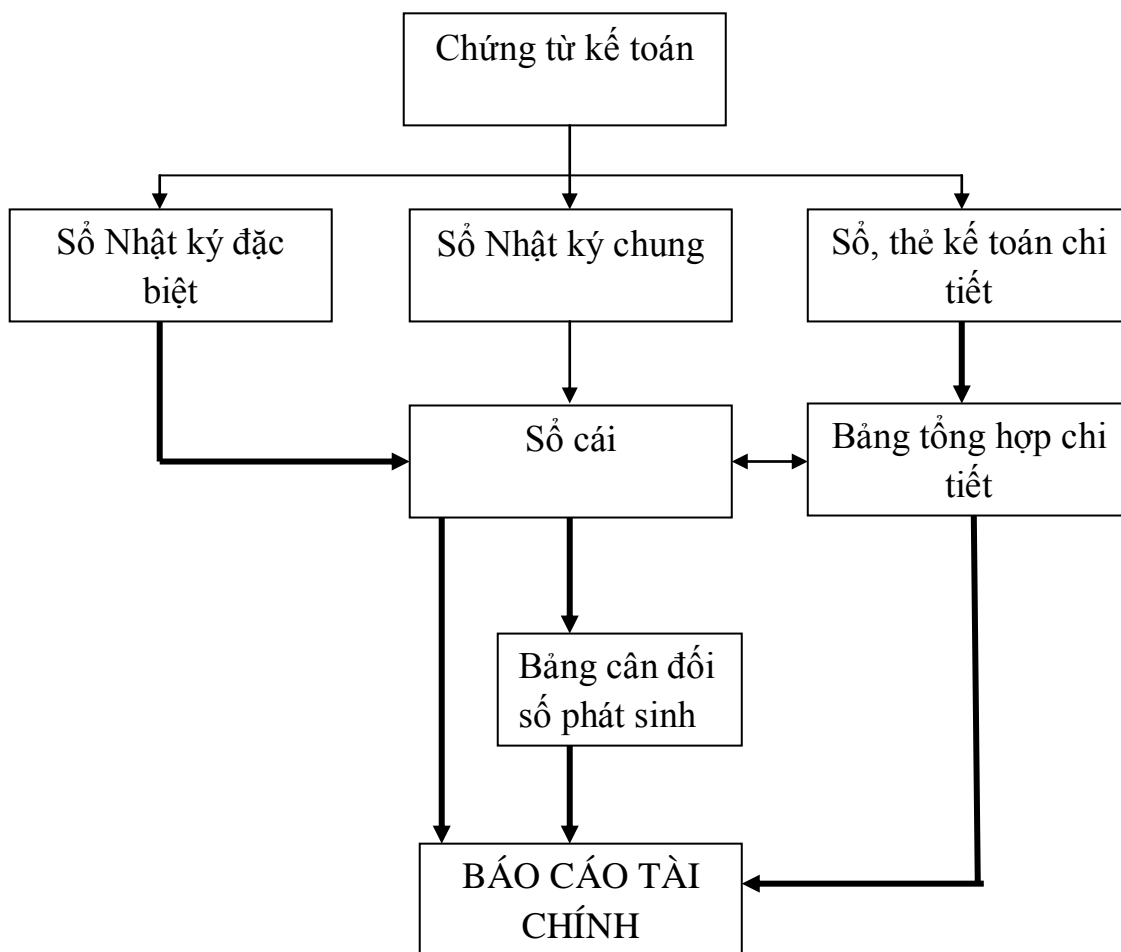 Chứng từ kế toán
Sổ Nhật ký đặc
biệt
Sổ Nhật ký chung
Sổ, thẻ kế toán chi
tiết
Sổ cái
Bảng tổng hợp chi
tiết
Bảng cân đối
số phát sinh
BÁO CÁO TÀI
CHÍNH